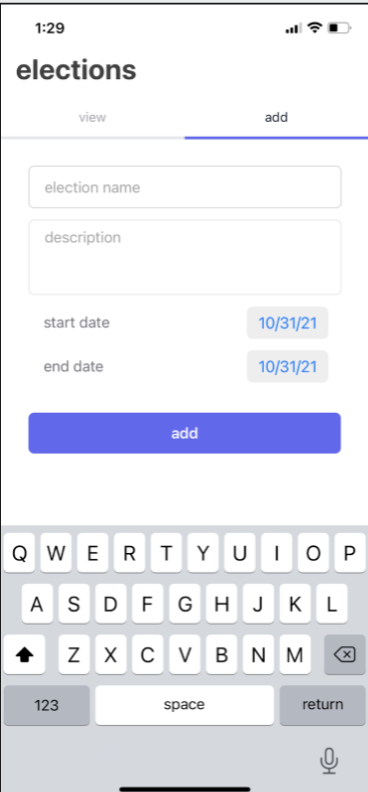 1:29
elections
view add
election name
description
start date 10/31/21
end date 10/31/21
add
Q W E R T Y U I O P
A S D F G H J K L
Z X C V B N M
123 space return